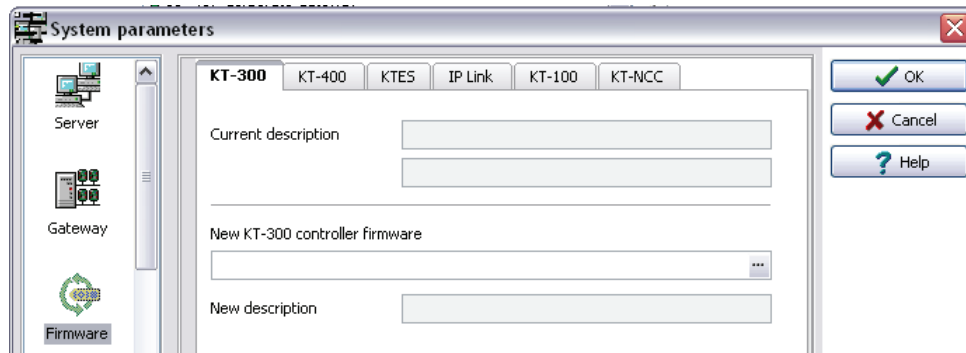 System parameters
KT-300 KT-400 KTES IP Link KT-100 KT-NCC
OK
Server
Current description
Cancel
Help
Gateway
New KT-300 controller firmware
...
New description
Firmware